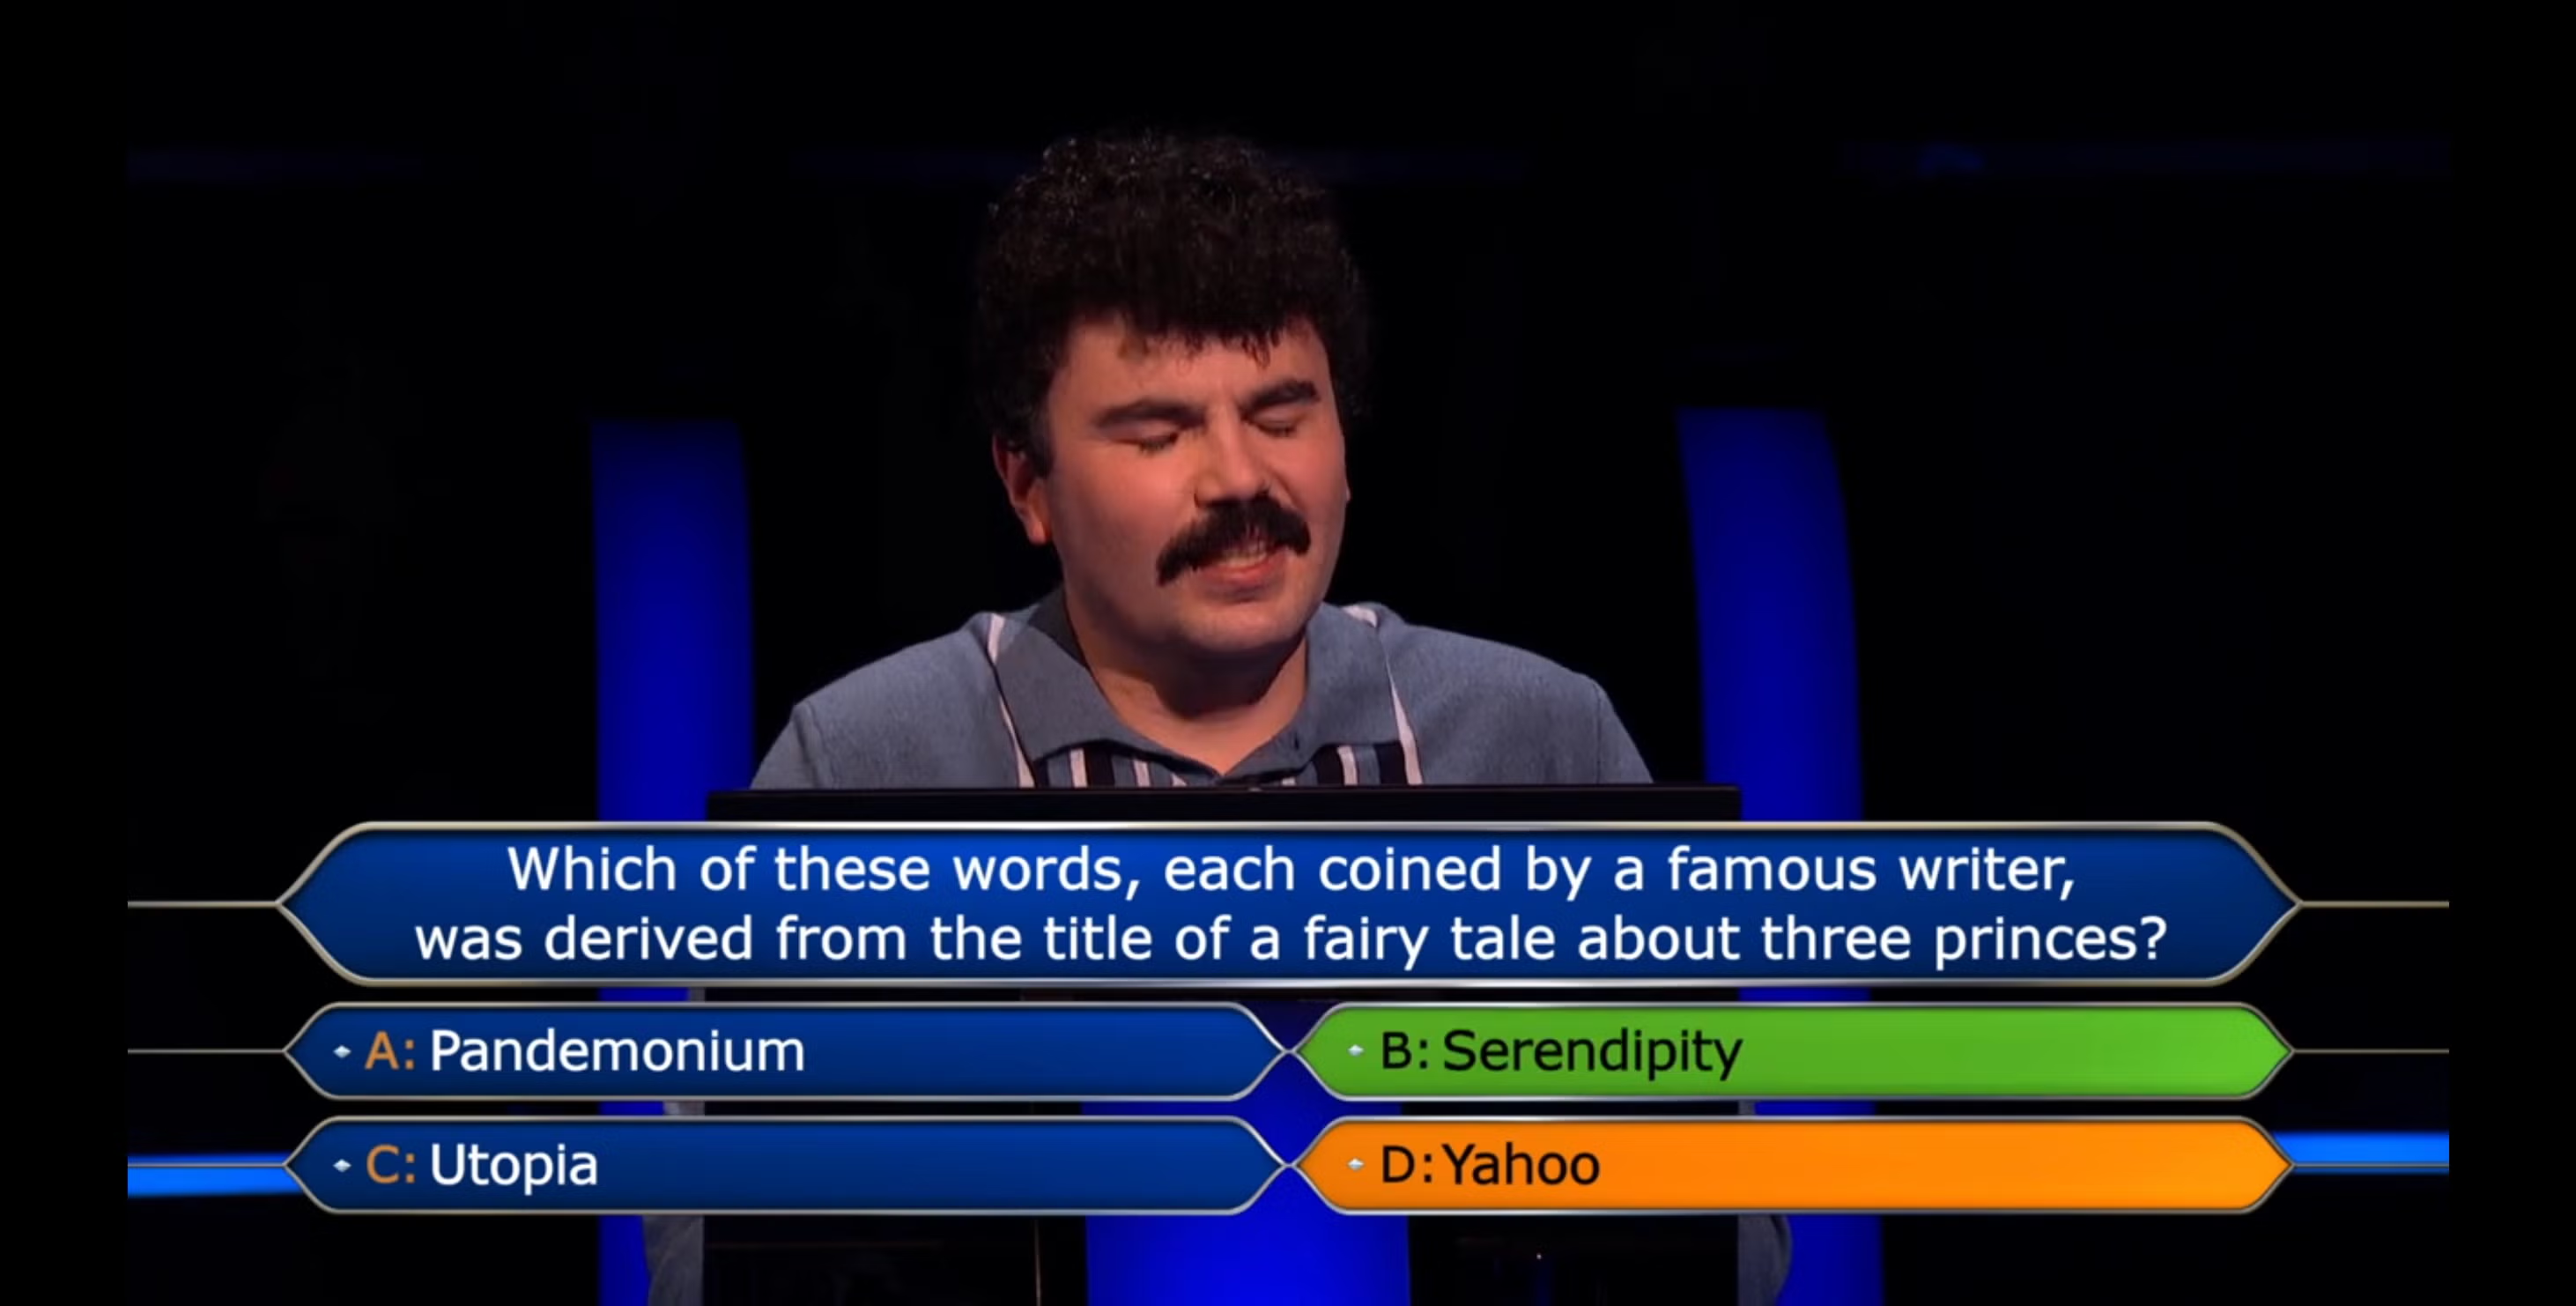 Which of these words, each coined by a famous writer,
was derived from the title of a fairy tale about three princes?
A: Pandemonium
B: Serendipity
C: Utopia
D: Yahoo